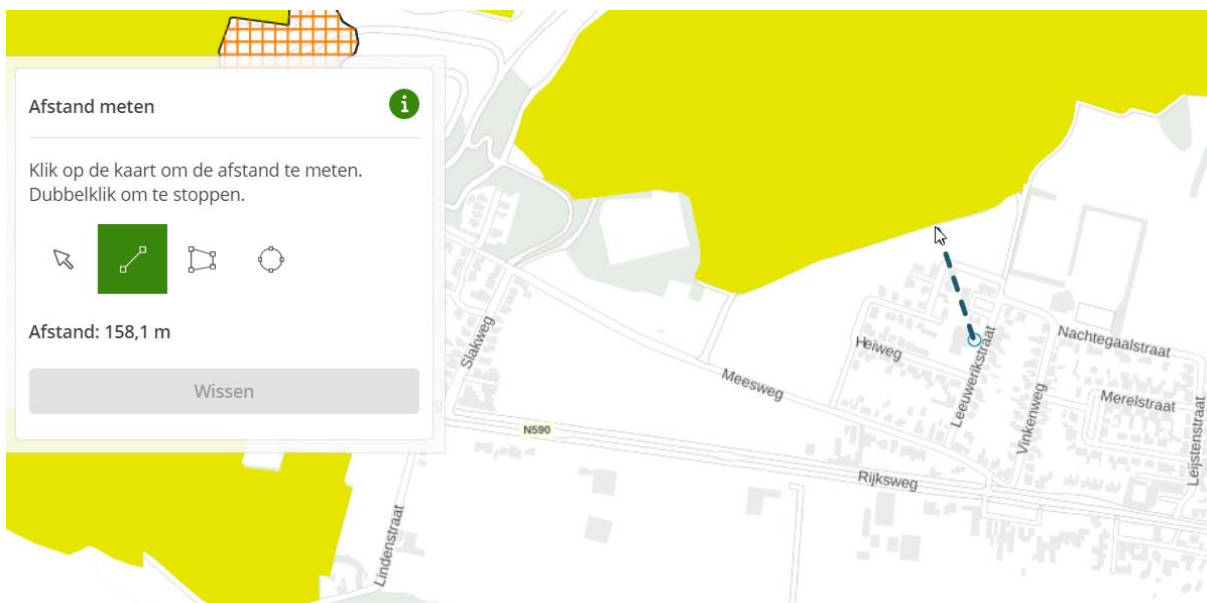 Afstand meten
i
Klik op de kaart om de afstand te meten.
Dubbelklik om te stoppen.
Afstand: 158,1 m
Wissen
Slakweg
Meesweg
N590
Lindenstraat
Heiweg
Leeuwerikstraat
Nachtegaalstraat
Merelstraat
Vinkenweg
Leijstenstraat
Rijksweg